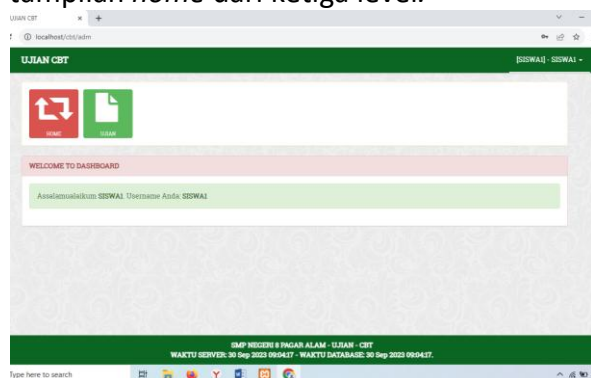 tampilan home dari ketiga level.
UJIAN CBT
localhost/cbt/adm
UJIAN CBT
[SISWA1] - SISWA1
HOME
UJIAN
WELCOME TO DASHBOARD
Assalamualaikum SISWA1. Username Anda: SISWA1
SMP NEGERI 8 PAGAR ALAM - UJIAN - CBT
WAKTU SERVER: 30 Sep 2023 09:04:17 - WAKTU DATABASE: 30 Sep 2023 09:04:17.
Type here to search